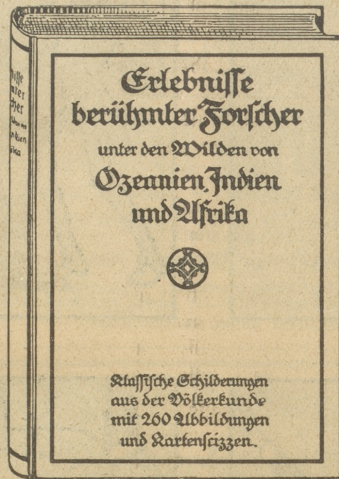 Erlebnisse
berühmter Forscher
unter den Wilden von
Ozeanien, Indien
und Afrika
Klassische Schilderungen
aus der Völkerkunde
mit 260 Abbildungen
und Kartenscizzen.